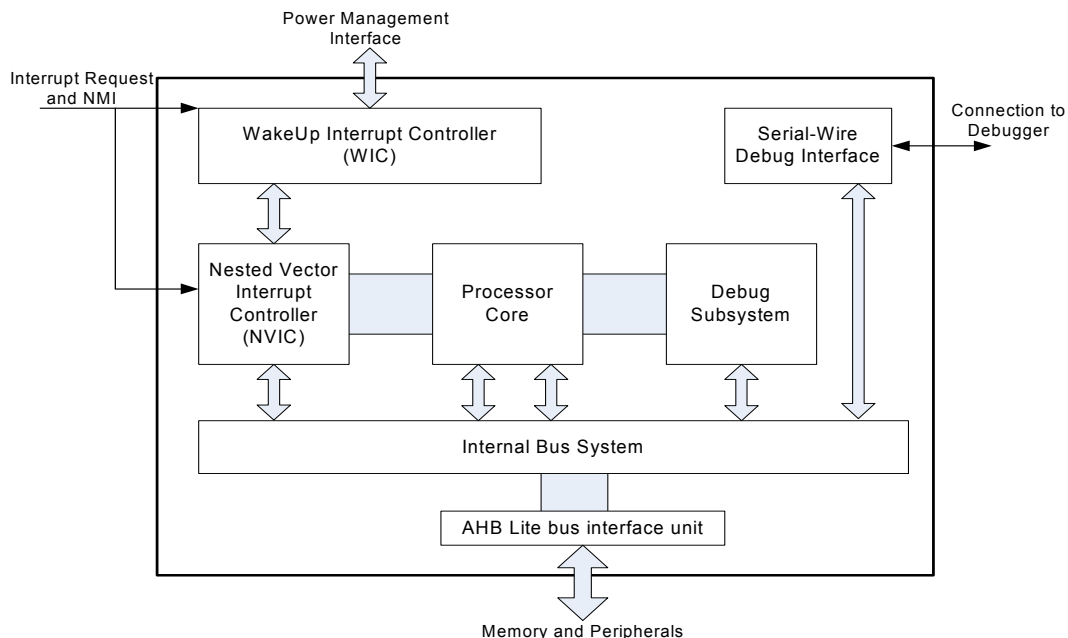 Power Management
Interface
Interrupt Request
and NMI
WakeUp Interrupt Controller
(WIC)
Serial-Wire
Debug Interface
Connection to
Debugger
Nested Vector
Interrupt
Controller
(NVIC)
Processor
Core
Debug
Subsystem
Internal Bus System
AHB Lite bus interface unit
Memory and Peripherals